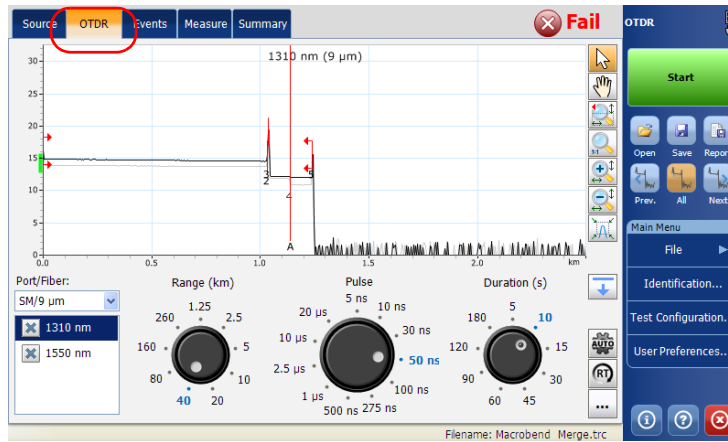 Source OTDR Events Measure Summary Fail
OTDR
1310 nm (9 µm)
30
25
20
15
10
5
0
0.0 0.5 1.0 1.5 2.0 km
3
2
4
5
A
Start
Open Save Repor
Prev. All Next
Main Menu
File
Identification...
Test Configuration.
User Preferences..
Port/Fiber:
SM/9 µm
1310 nm
1550 nm
Range (km)
1.25
260 2.5
160 5
80 10
40 20
Pulse
5 ns
20 µs 10 ns
10 µs 30 ns
2.5 µs 50 ns
1 µs 100 ns
500 ns 275 ns
Duration (s)
5
180 10
120 15
90 30
60 45
1:1
AUTO
RT
...
Filename: Macrobend Merge.trc